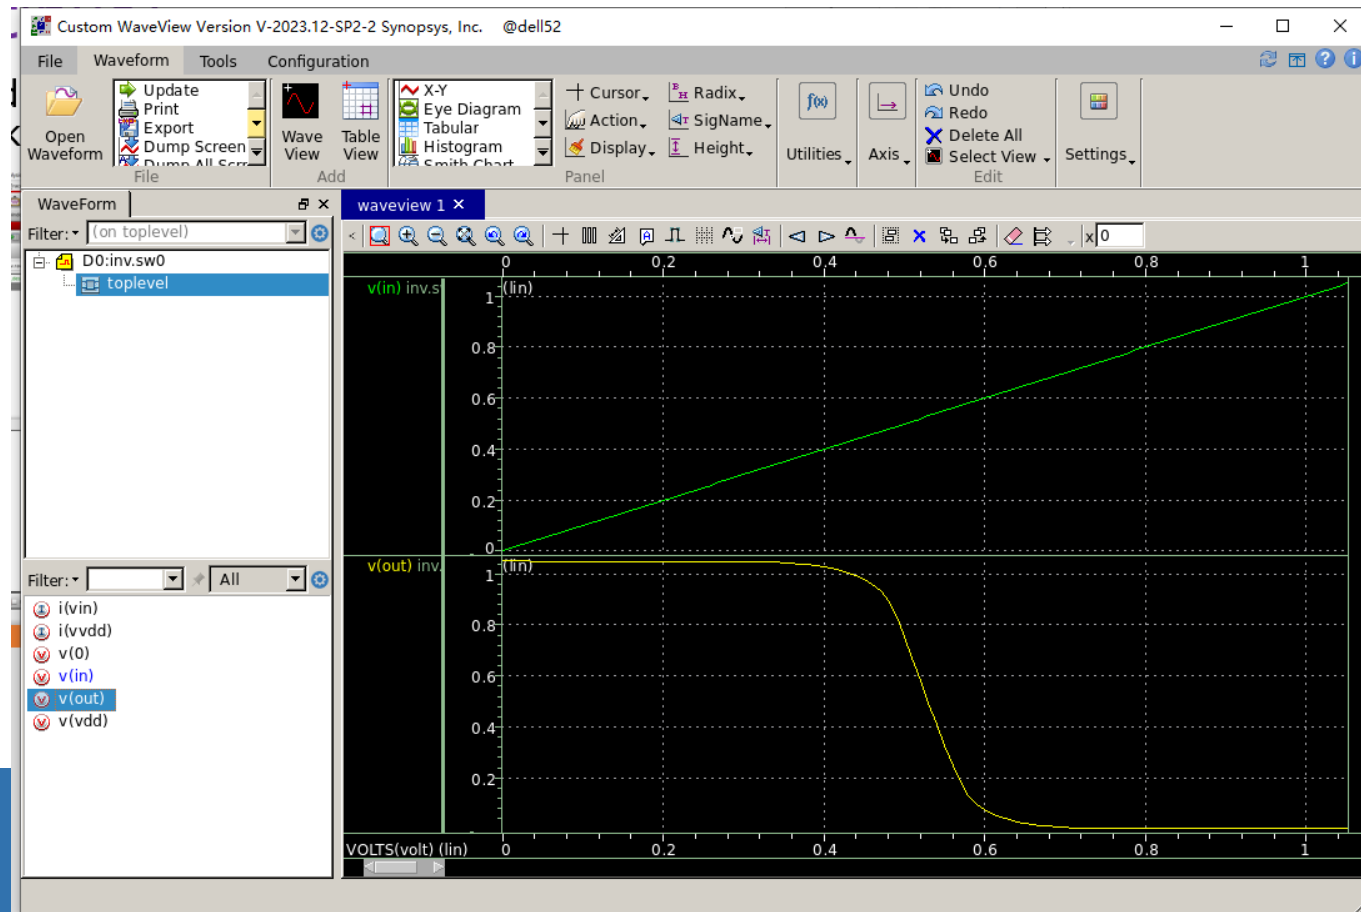 Custom WaveView Version V-2023.12-SP2-2 Synopsys, Inc. @dell52
File Waveform Tools Configuration
Open Waveform
Update
Print
Export
Dump Screen
Dump All Scr
File
Wave View
Table View
Add
X-Y
Eye Diagram
Tabular
Histogram
Smith Chart
Cursor
Action
Display
Radix
SigName
Height
Panel
f(x)
Utilities
Axis
Undo
Redo
Delete All
Select View
Edit
Settings
WaveForm
waveview 1
Filter: (on toplevel)
x 0
D0:inv.sw0
toplevel
0 0.2 0.4 0.6 0.8 1
v(in) inv.s
(lin)
1
0.8
0.6
0.4
0.2
0
v(out) inv.
(lin)
1
0.8
0.6
0.4
0.2
VOLTS(volt) (lin) 0 0.2 0.4 0.6 0.8 1
Filter: All
i(vin)
i(vvdd)
v(0)
v(in)
v(out)
v(vdd)